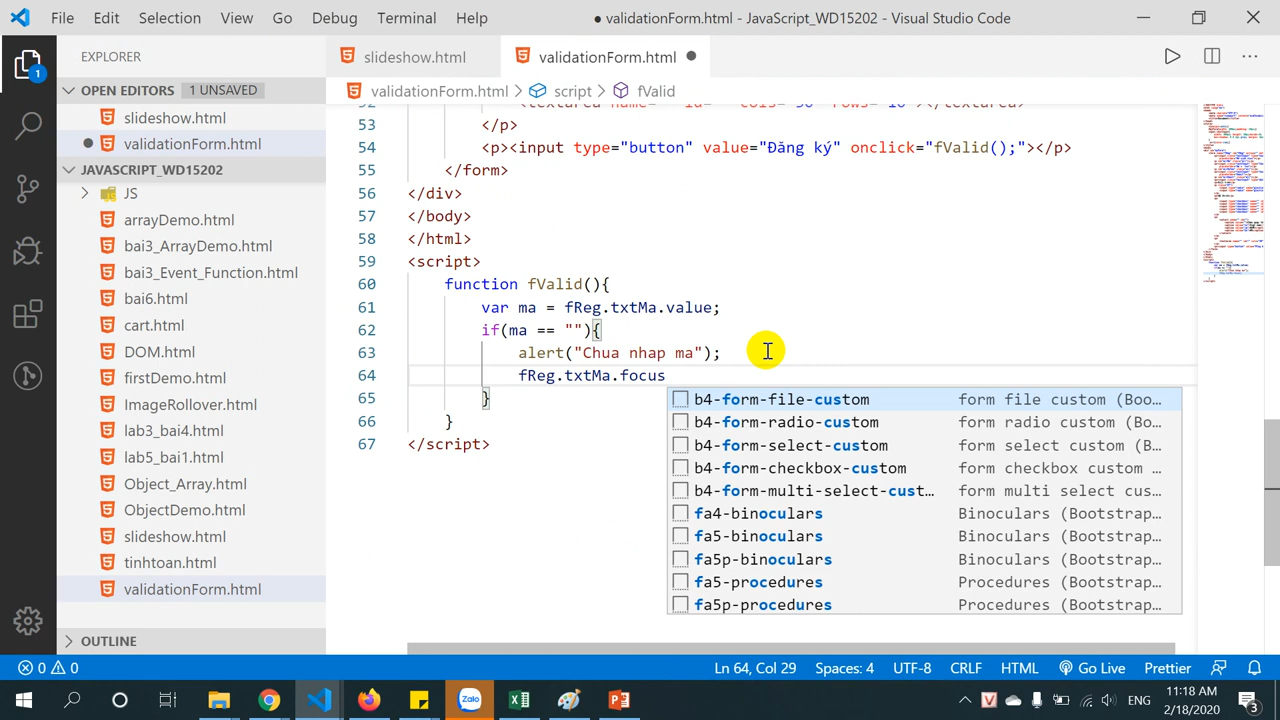 File Edit Selection View Go Debug Terminal Help
● validationForm.html - JavaScript_WD15202 - Visual Studio Code
EXPLORER
OPEN EDITORS 1 UNSAVED
slideshow.html
validationForm.html
JAVASCRIPT_WD15202
JS
arrayDemo.html
bai3_ArrayDemo.html
bai3_Event_Function.html
bai6.html
cart.html
DOM.html
firstDemo.html
ImageRollover.html
lab3_bai4.html
lab5_bai1.html
Object_Array.html
ObjectDemo.html
slideshow.html
tinhtoan.html
validationForm.html
OUTLINE
1
slideshow.html validationForm.html
validationForm.html > script > fValid
53 </p>
54 <p><input type="button" value="Đăng ký" onclick="fValid();"></p>
55 </form>
56 </div>
57 </body>
58 </html>
59 <script>
60 function fValid(){
61 var ma = fReg.txtMa.value;
62 if(ma == ""){
63 alert("Chua nhap ma");
64 fReg.txtMa.focus
65 }
66 }
67 </script>
b4-form-file-custom form file custom (Boo…
b4-form-radio-custom form radio custom (Bo…
b4-form-select-custom form select custom (B…
b4-form-checkbox-custom form checkbox custom …
b4-form-multi-select-cust… form multi select cus…
fa4-binoculars Binoculars (Bootstrap…
fa5-binoculars Binoculars (Bootstrap…
fa5p-binoculars Binoculars (Bootstrap…
fa5-procedures Procedures (Bootstrap…
fa5p-procedures Procedures (Bootstrap…
0 0 Ln 64, Col 29 Spaces: 4 UTF-8 CRLF HTML Go Live Prettier
Zalo ENG 11:18 AM
2/18/2020 3